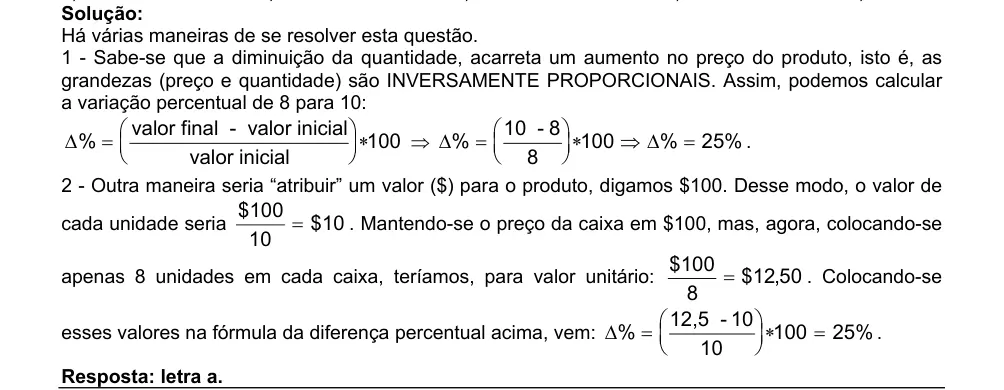 Solução:
Há várias maneiras de se resolver esta questão.
1 - Sabe-se que a diminuição da quantidade, acarreta um aumento no preço do produto, isto é, as
grandezas (preço e quantidade) são INVERSAMENTE PROPORCIONAIS. Assim, podemos calcular
a variação percentual de 8 para 10:
Δ% = (valor final - valor inicial / valor inicial)*100 ⇒ Δ% = (10 - 8 / 8)*100 ⇒ Δ% = 25% .
2 - Outra maneira seria “atribuir” um valor ($) para o produto, digamos $100. Desse modo, o valor de
cada unidade seria $100 / 10 = $10 . Mantendo-se o preço da caixa em $100, mas, agora, colocando-se
apenas 8 unidades em cada caixa, teríamos, para valor unitário: $100 / 8 = $12,50 . Colocando-se
esses valores na fórmula da diferença percentual acima, vem: Δ% = (12,5 - 10 / 10)*100 = 25% .
Resposta: letra a.